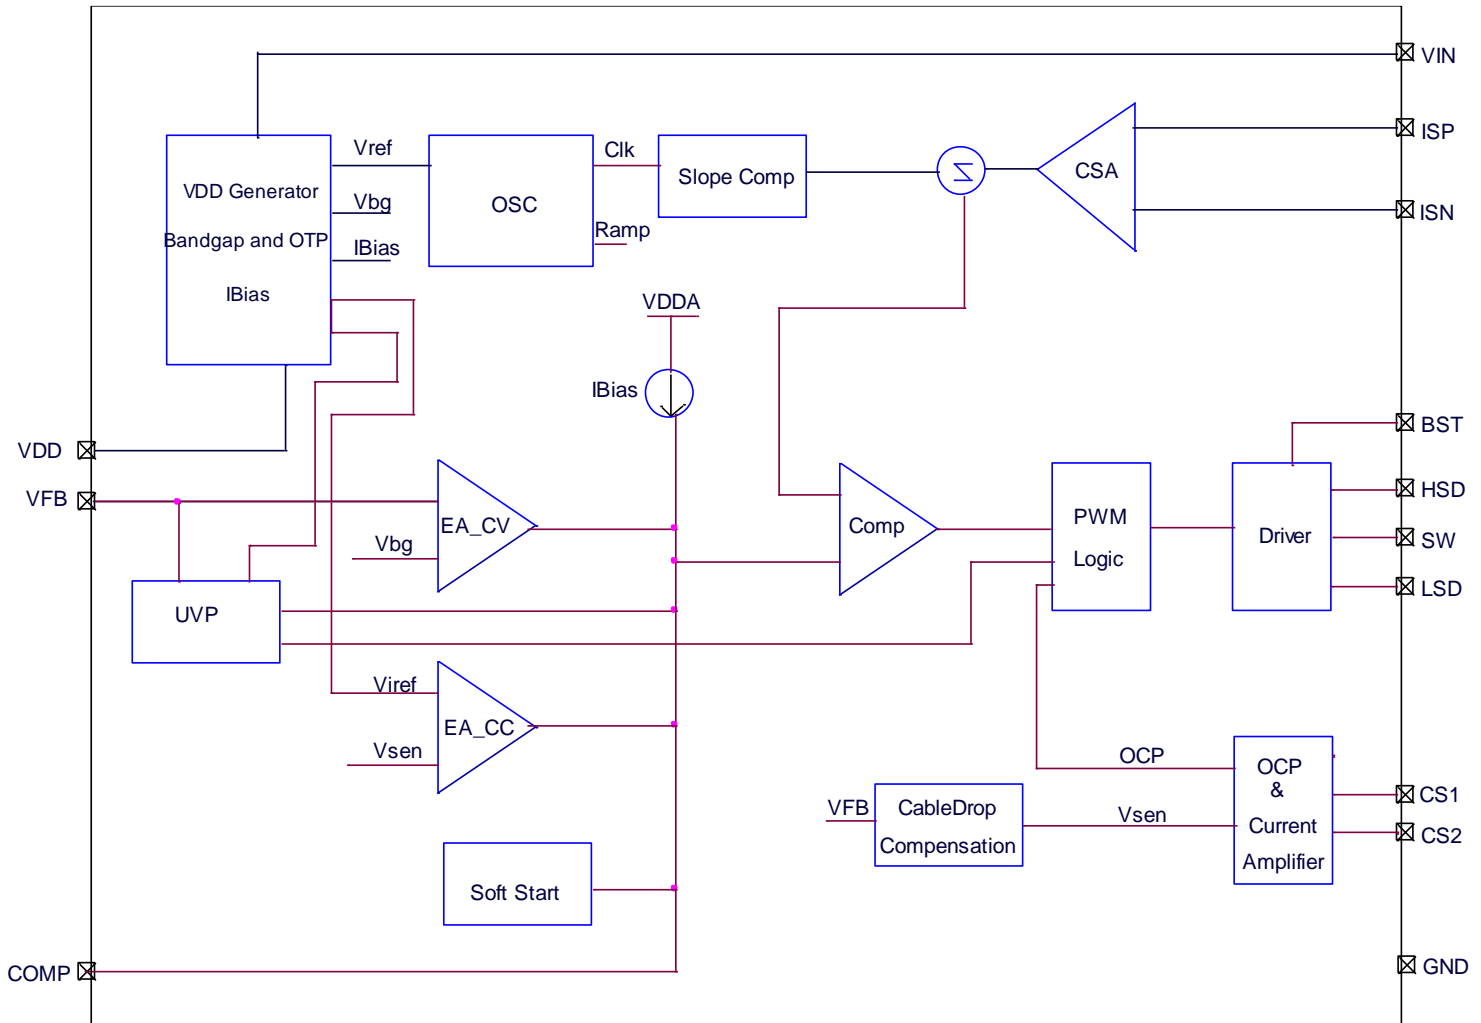 VIN
ISP
Vref
Clk
CSA
Slope Comp
Σ
VDD Generator
Vbg
OSC
ISN
Ramp
Bandgap and OTP
IBias
IBias
VDDA
IBias
BST
VDD
VFB
HSD
EA_CV
Comp
PWM
Logic
Driver
SW
Vbg
LSD
UVP
Viref
EA_CC
Vsen
OCP
OCP
&
Current
Amplifier
CS1
VFB
CableDrop
Compensation
Vsen
CS2
Soft Start
COMP
GND